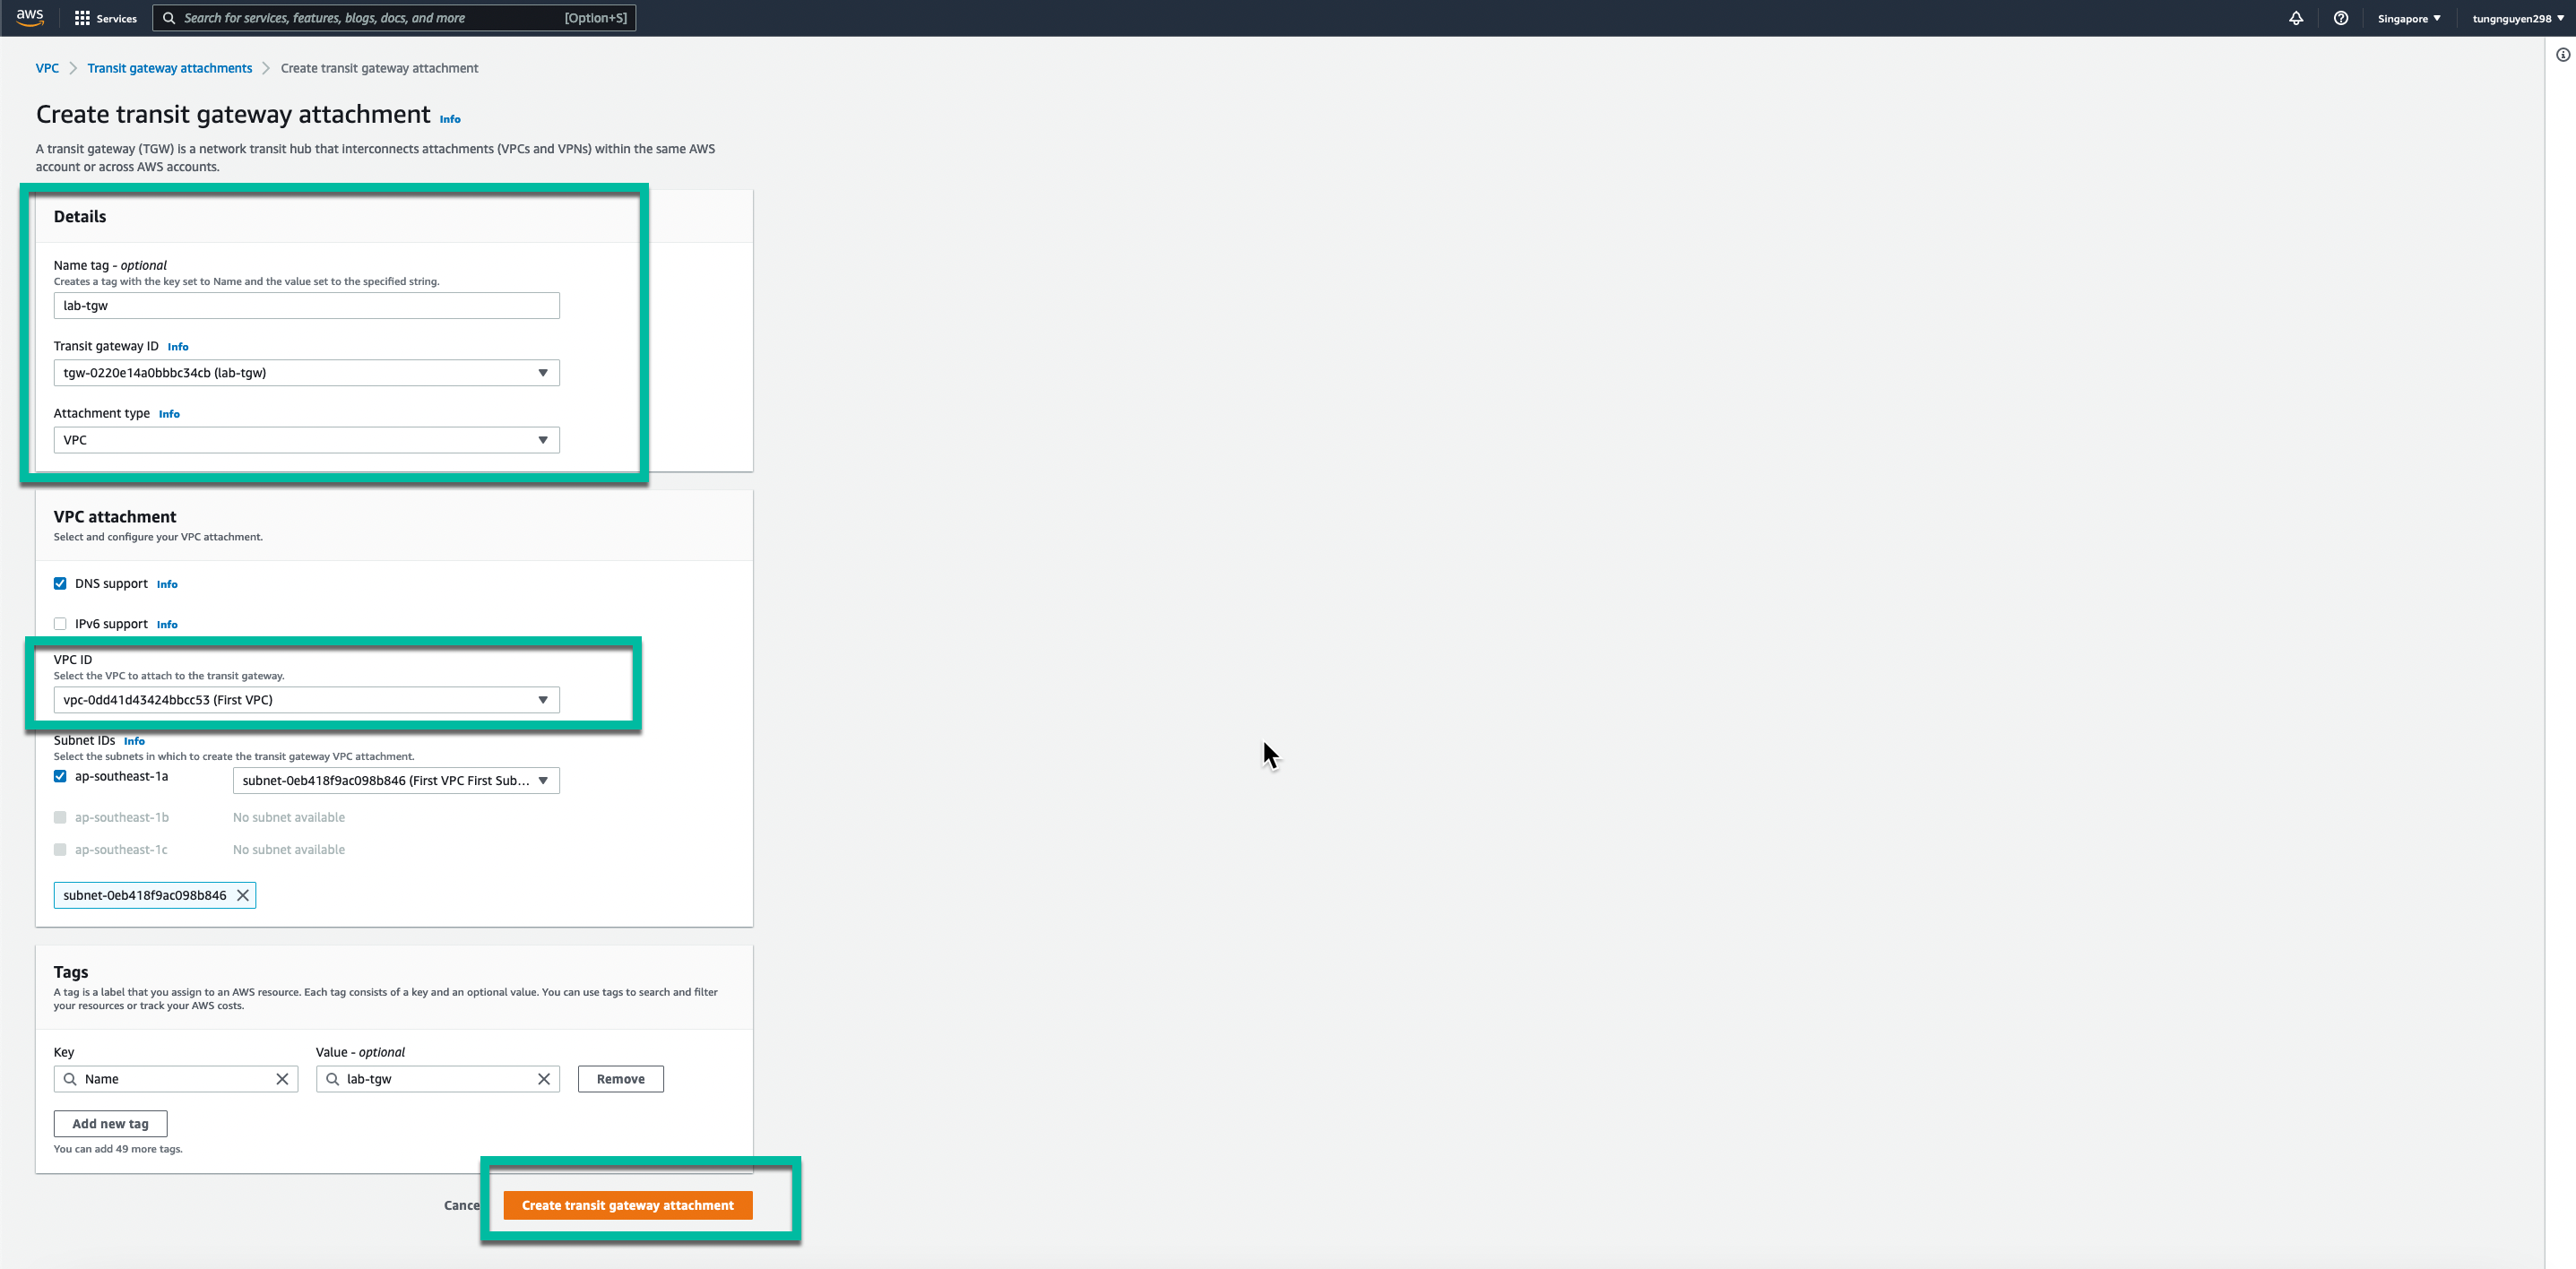 aws
Services
Search for services, features, blogs, docs, and more [Option+S]
Singapore
tungnguyen298
VPC Transit gateway attachments Create transit gateway attachment
Create transit gateway attachment Info
A transit gateway (TGW) is a network transit hub that interconnects attachments (VPCs and VPNs) within the same AWS
account or across AWS accounts.
Details
Name tag - optional
Creates a tag with the key set to Name and the value set to the specified string.
lab-tgw
Transit gateway ID Info
tgw-0220e14a0bbbc34cb (lab-tgw)
Attachment type Info
VPC
VPC attachment
Select and configure your VPC attachment.
DNS support Info
IPv6 support Info
VPC ID
Select the VPC to attach to the transit gateway.
vpc-0dd41d43424bbcc53 (First VPC)
Subnet IDs Info
Select the subnets in which to create the transit gateway VPC attachment.
ap-southeast-1a subnet-0eb418f9ac098b846 (First VPC First Sub...
ap-southeast-1b No subnet available
ap-southeast-1c No subnet available
subnet-0eb418f9ac098b846
Tags
A tag is a label that you assign to an AWS resource. Each tag consists of a key and an optional value. You can use tags to search and filter
your resources or track your AWS costs.
Key Value - optional
Name lab-tgw Remove
Add new tag
You can add 49 more tags.
Cance Create transit gateway attachment